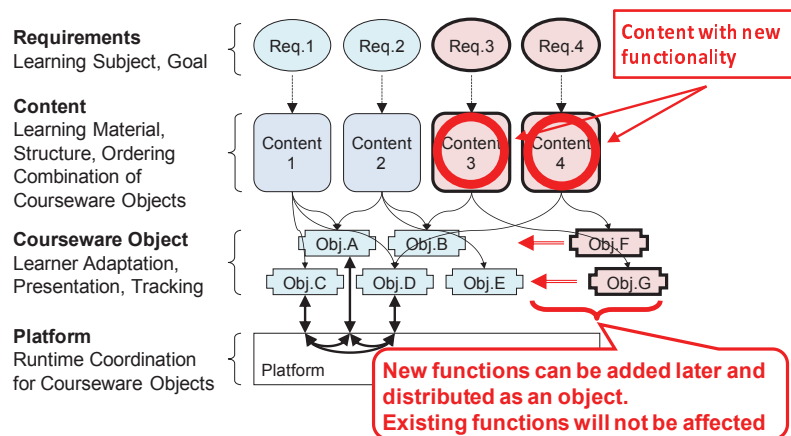 Requirements
Learning Subject, Goal
Req.1
Req.2
Req.3
Req.4
Content with new
functionality
Content
Learning Material,
Structure, Ordering
Combination of
Courseware Objects
Content
1
Content
2
Content
3
Content
4
Courseware Object
Learner Adaptation,
Presentation, Tracking
Obj.A
Obj.B
Obj.F
Obj.C
Obj.D
Obj.E
Obj.G
Platform
Runtime Coordination
for Courseware Objects
Platform
New functions can be added later and
distributed as an object.
Existing functions will not be affected